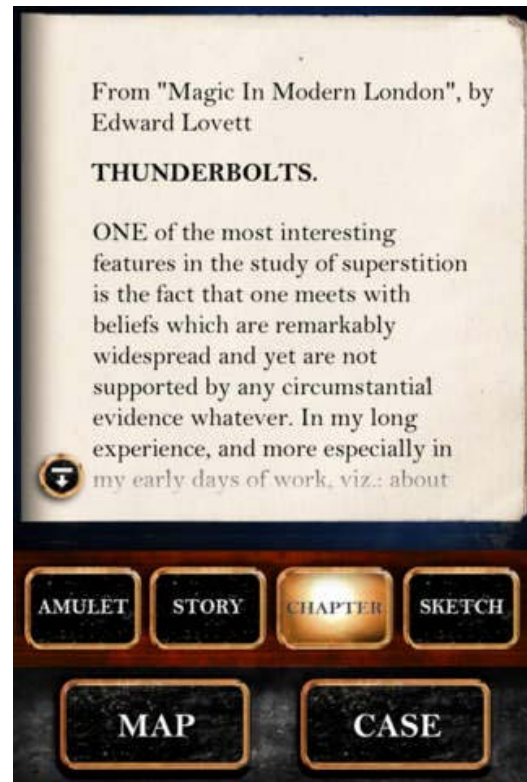 From "Magic In Modern London", by
Edward Lovett
THUNDERBOLTS.
ONE of the most interesting
features in the study of superstition
is the fact that one meets with
beliefs which are remarkably
widespread and yet are not
supported by any circumstantial
evidence whatever. In my long
experience, and more especially in
my early days of work, viz.: about
AMULET STORY CHAPTER SKETCH
MAP CASE